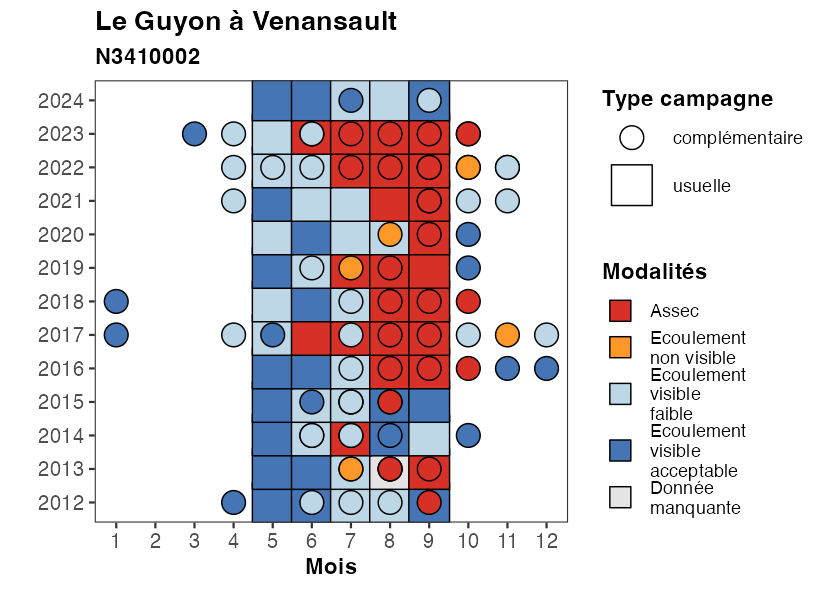 Le Guyon à Venansault
N3410002
2024
2023
2022
2021
2020
2019
2018
2017
2016
2015
2014
2013
2012
1 2 3 4 5 6 7 8 9 10 11 12
Mois
Type campagne
complémentaire
usuelle
Modalités
Assec
Ecoulement
non visible
Ecoulement
visible
faible
Ecoulement
visible
acceptable
Donnée
manquante